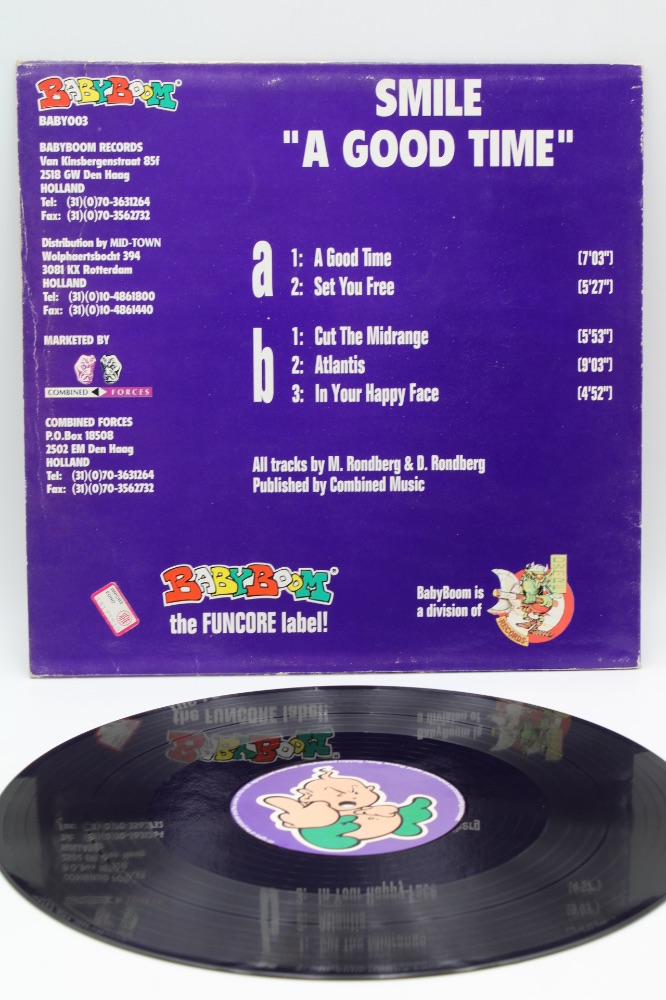 BABYBOOM
BABY003
BABYBOOM RECORDS
Van Kinsbergenstraat 85f
2518 GW Den Haag
HOLLAND
Tel: (31)(0)70-3631264
Fax: (31)(0)70-3562732
Distribution by MID-TOWN
Wolphaertsbocht 394
3081 KX Rotterdam
HOLLAND
Tel: (31)(0)10-4861800
Fax: (31)(0)10-4861440
MARKETED BY
COMBINED FORCES
COMBINED FORCES
P.O.Box 18508
2502 EM Den Haag
HOLLAND
Tel: (31)(0)70-3631264
Fax: (31)(0)70-3562732
SMILE
"A GOOD TIME"
a
1: A Good Time (7'03")
2: Set You Free (5'27")
b
1: Cut The Midrange (5'53")
2: Atlantis (9'03")
3: In Your Happy Face (4'52")
All tracks by M. Rondberg & D. Rondberg
Published by Combined Music
BABYBOOM
the FUNCORE label!
BabyBoom is
a division of
RECORDS